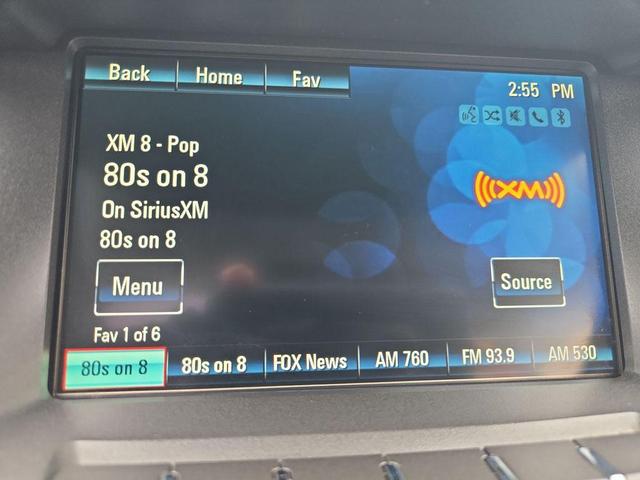 Back Home Fav
2:55 PM
XM 8 - Pop
80s on 8
On SiriusXM
80s on 8
((XM))
Menu
Source
Fav 1 of 6
80s on 8 80s on 8 FOX News AM 760 FM 93.9 AM 530